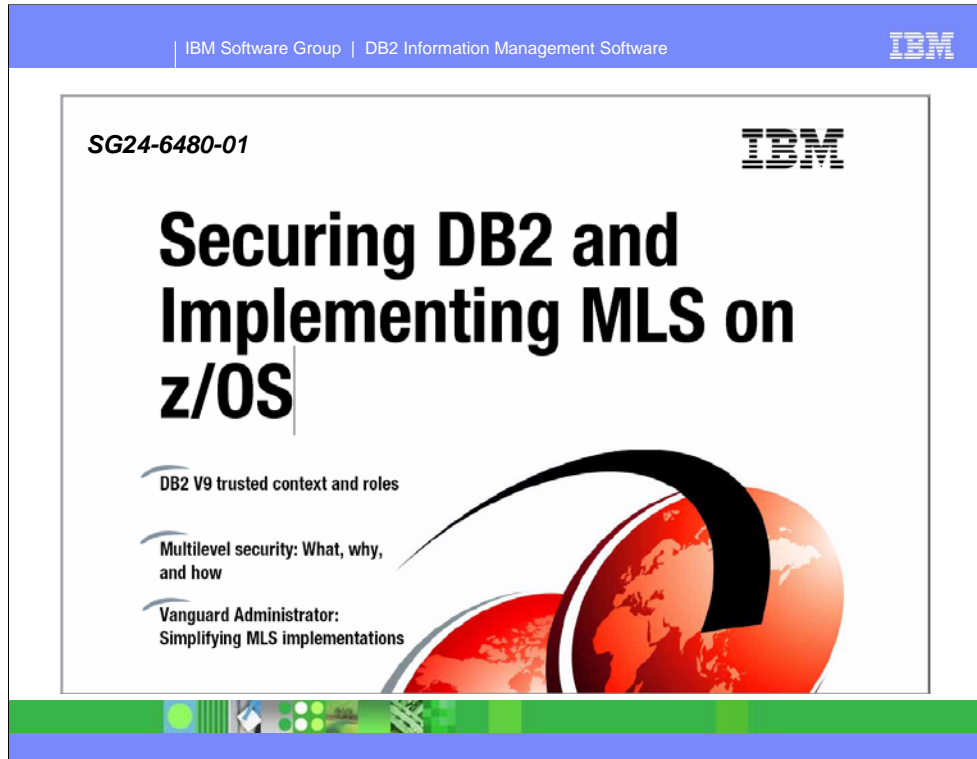 IBM Software Group | DB2 Information Management Software
IBM
SG24-6480-01
IBM
Securing DB2 and
Implementing MLS on
z/OS
DB2 V9 trusted context and roles
Multilevel security: What, why,
and how
Vanguard Administrator:
Simplifying MLS implementations